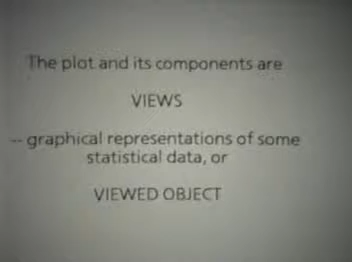 The plot and its components are
VIEWS
-- graphical representations of some
statistical data, or
VIEWED OBJECT